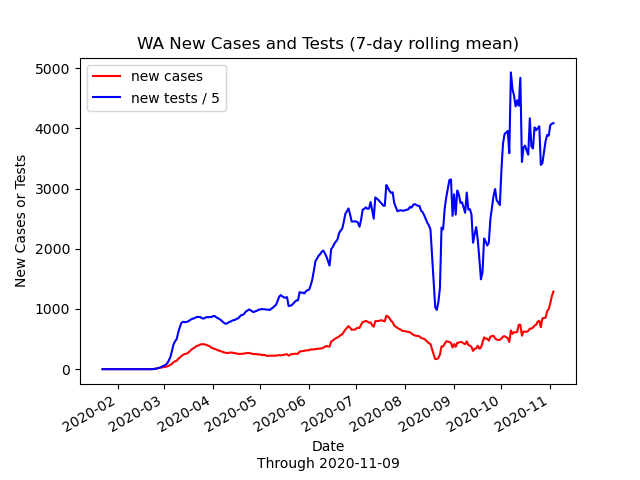 WA New Cases and Tests (7-day rolling mean)
new cases
new tests / 5
New Cases or Tests
5000
4000
3000
2000
1000
0
2020-02
2020-03
2020-04
2020-05
2020-06
2020-07
2020-08
2020-09
2020-10
2020-11
Date
Through 2020-11-09